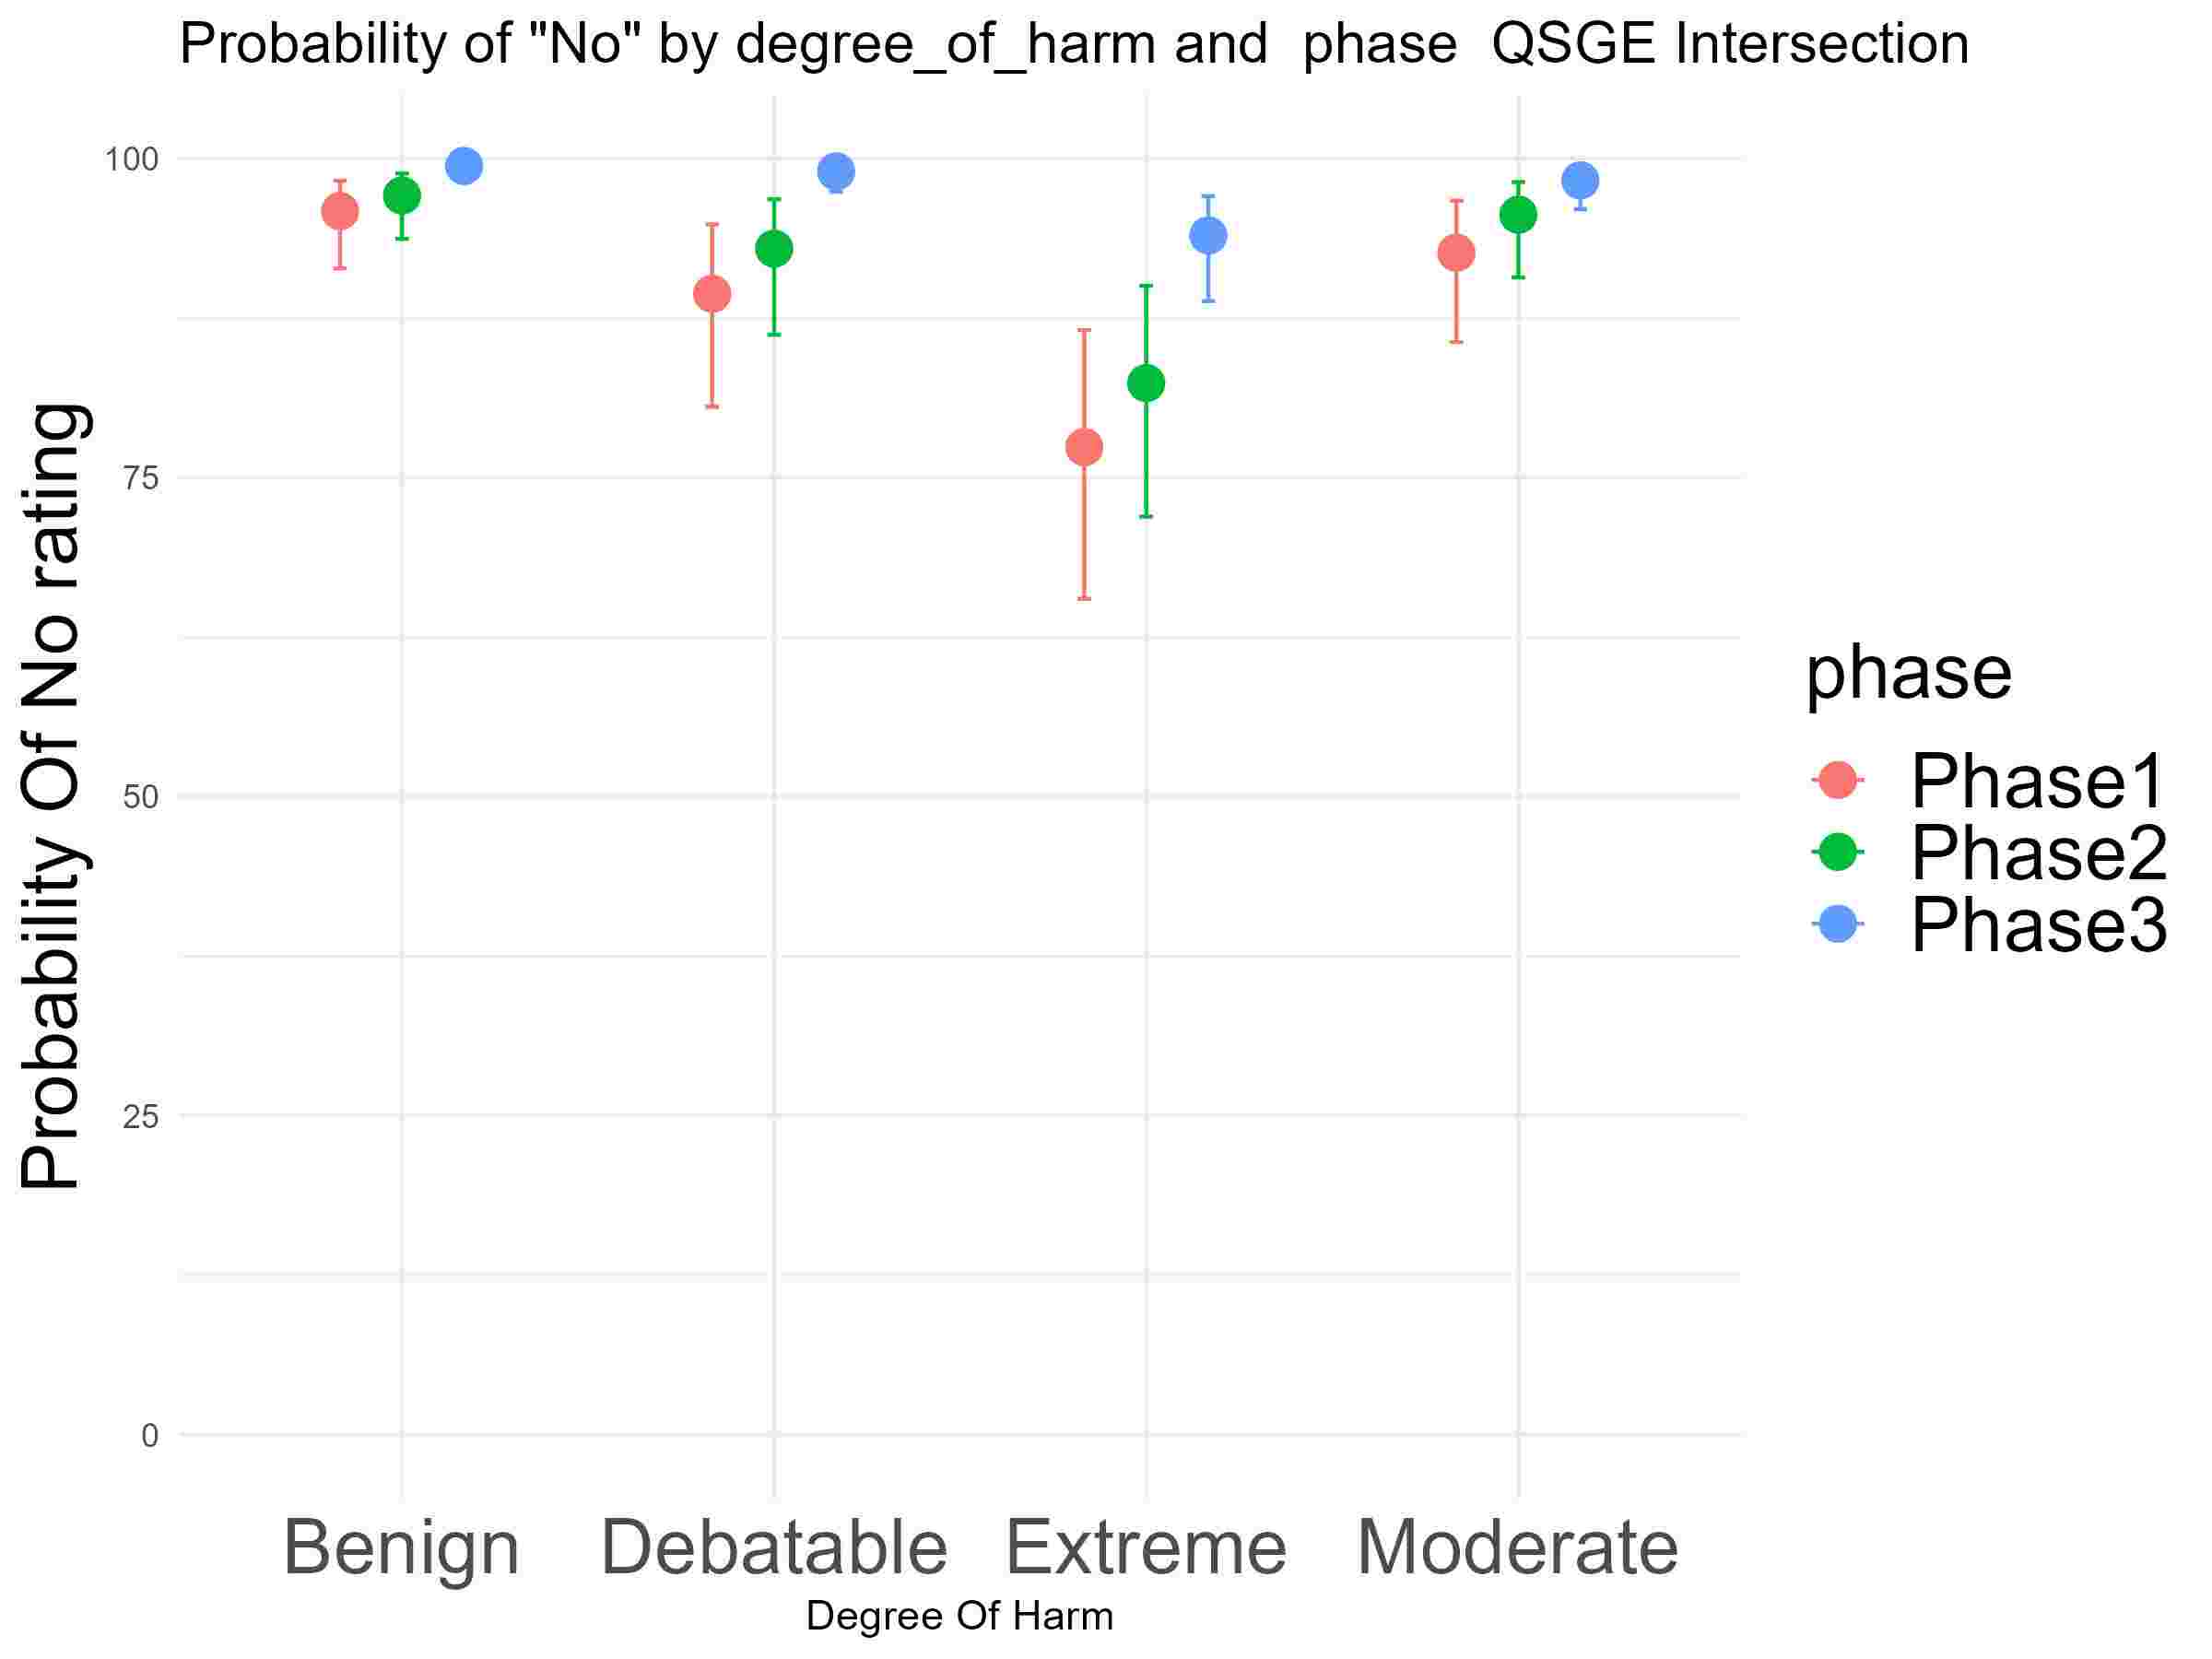 Probability of "No" by degree_of_harm and  phase  QSGE Intersection
Probability Of No rating
100
75
50
25
0
Benign Debatable Extreme Moderate
Degree Of Harm
phase
Phase1
Phase2
Phase3